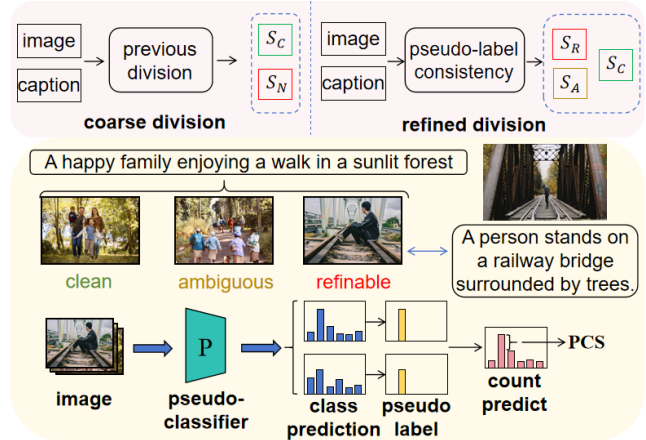 image
caption
previous
division
S_C
S_N
coarse division
image
caption
pseudo-label
consistency
S_R
S_A
S_C
refined division
A happy family enjoying a walk in a sunlit forest
clean
ambiguous
refinable
A person stands on
a railway bridge
surrounded by trees.
image
P
pseudo-
classifier
class
prediction
pseudo
label
count
predict
PCS